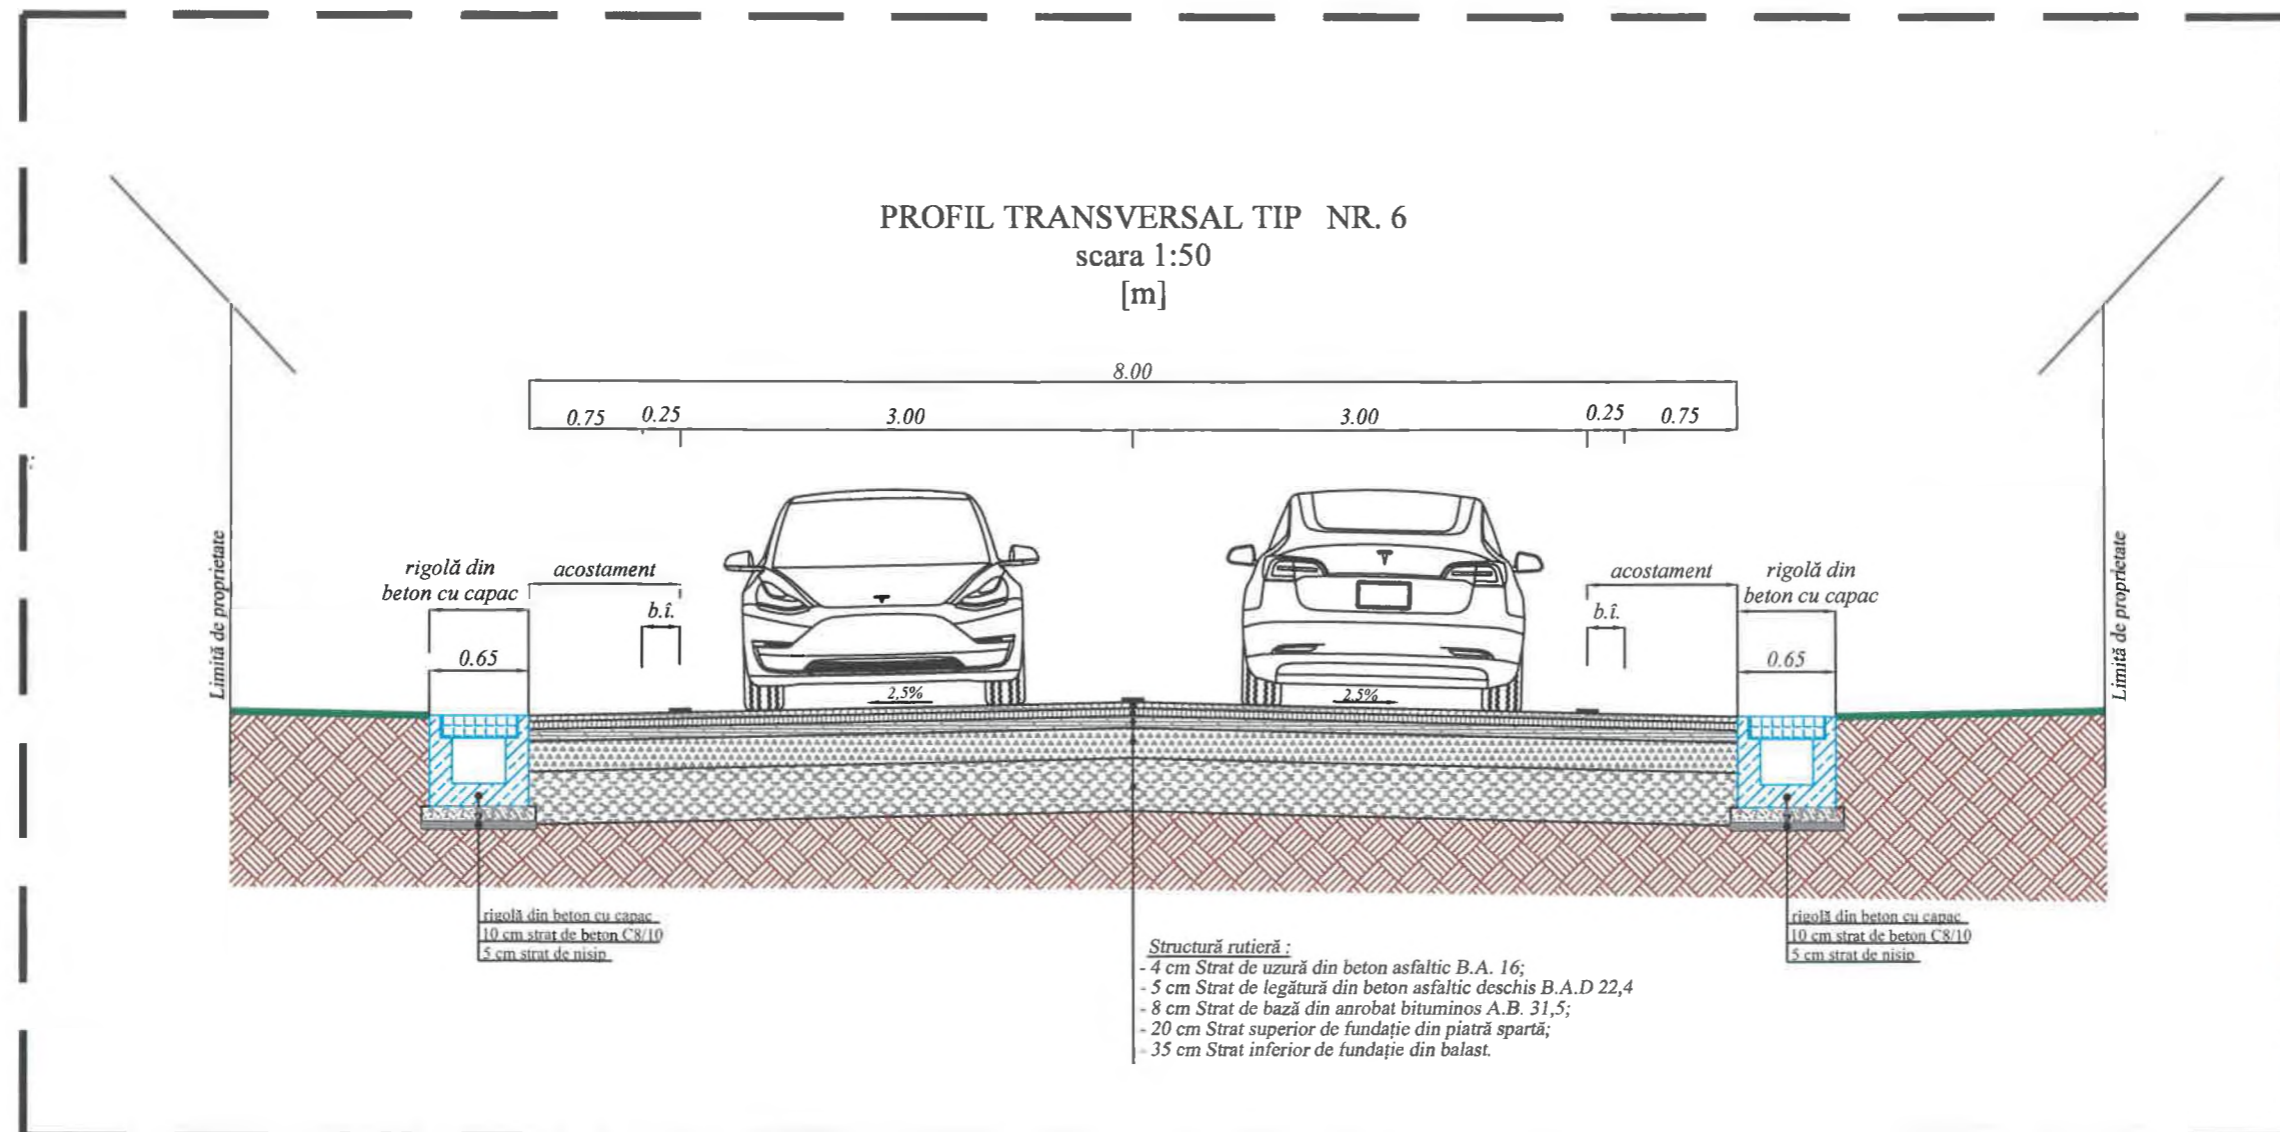 PROFIL TRANSVERSAL TIP NR. 6
scara 1:50
[m]
8.00
0.75 0.25 3.00 3.00 0.25 0.75
Limită de proprietate
rigolă din
beton cu capac
acostament
b.î.
0.65
2,5%
2,5%
acostament
b.î.
rigolă din
beton cu capac
0.65
Limită de proprietate
rigolă din beton cu capac
10 cm strat de beton C8/10
5 cm strat de nisip
Structură rutieră :
- 4 cm Strat de uzură din beton asfaltic B.A. 16;
- 5 cm Strat de legătură din beton asfaltic deschis B.A.D 22,4
- 8 cm Strat de bază din anrobat bituminos A.B. 31,5;
- 20 cm Strat superior de fundație din piatră spartă;
- 35 cm Strat inferior de fundație din balast.
rigolă din beton cu capac
10 cm strat de beton C8/10
5 cm strat de nisip